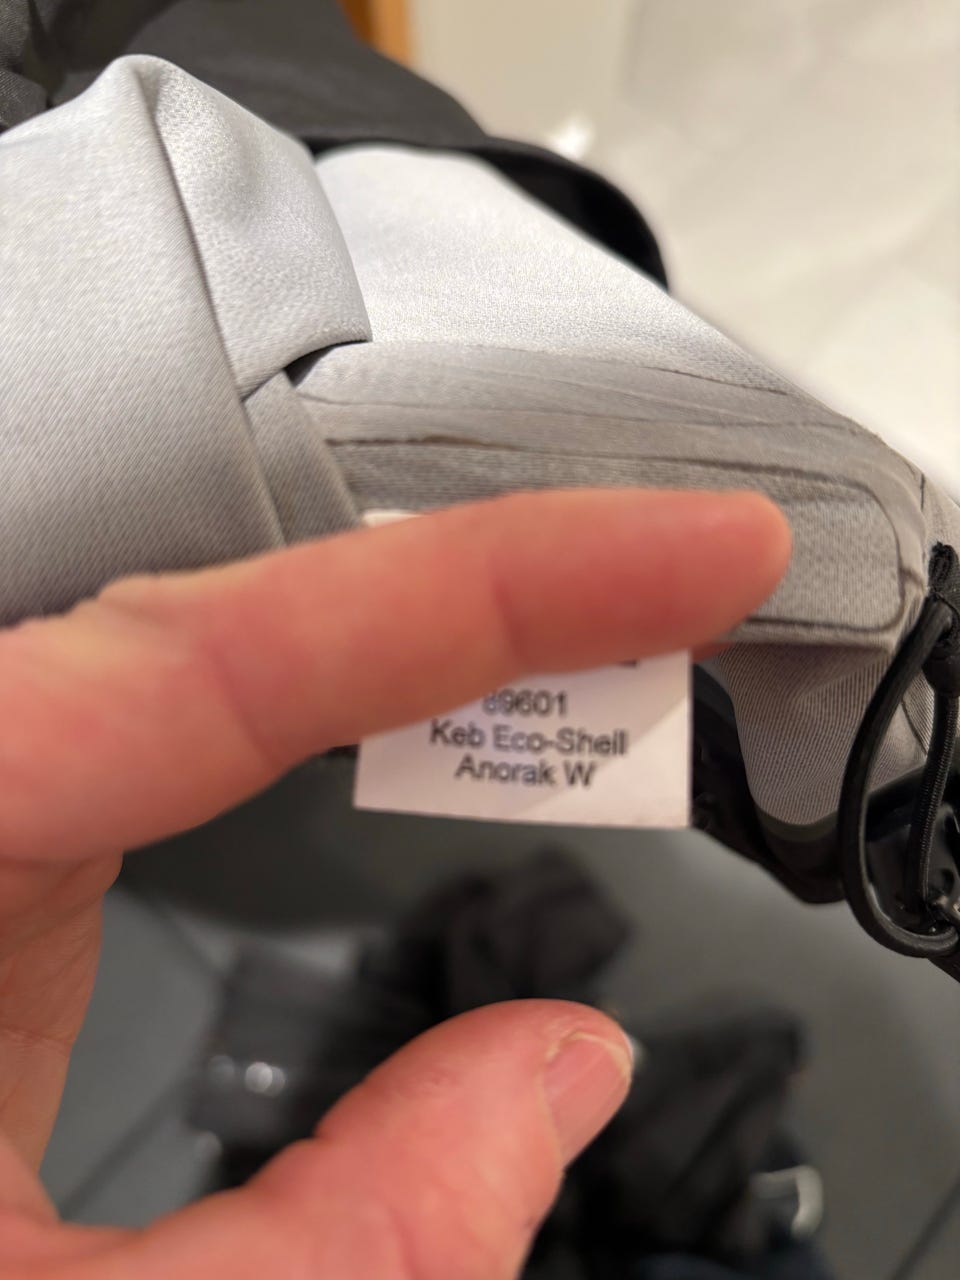 89601
Keb Eco-Shell
Anorak W